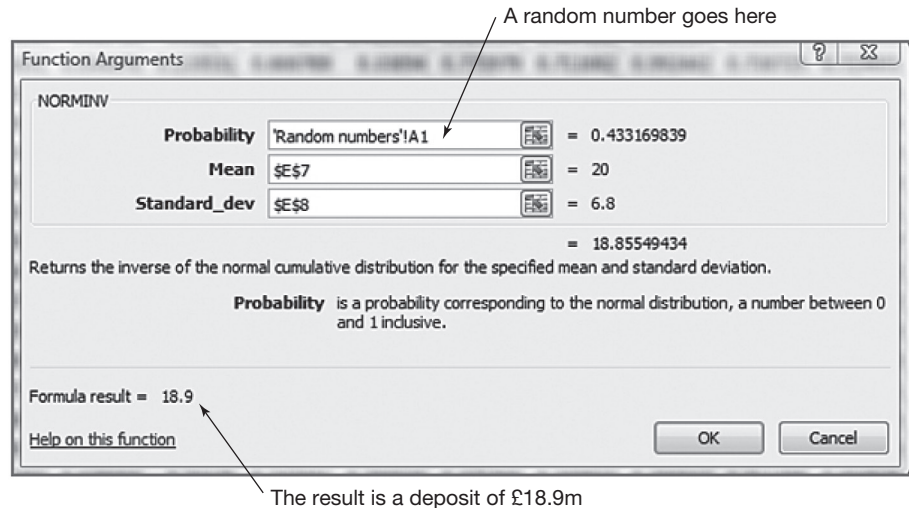 A random number goes here
Function Arguments
NORMINV
Probability 'Random numbers'!A1 = 0.433169839
Mean $E$7 = 20
Standard_dev $E$8 = 6.8
= 18.85549434
Returns the inverse of the normal cumulative distribution for the specified mean and standard deviation.
Probability is a probability corresponding to the normal distribution, a number between 0
and 1 inclusive.
Formula result = 18.9
Help on this function OK Cancel
The result is a deposit of £18.9m